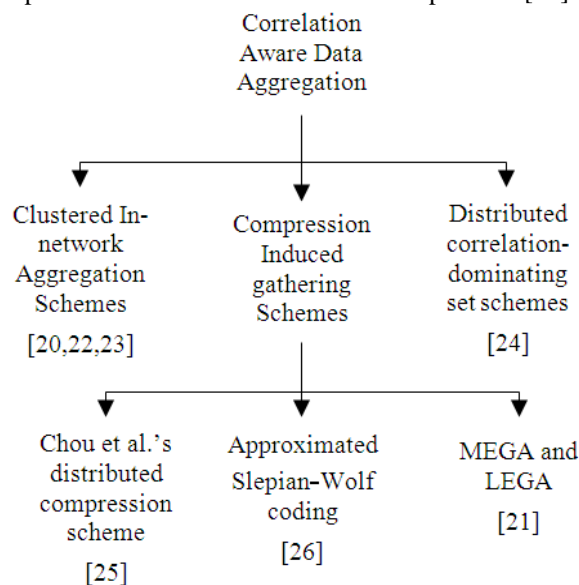 Correlation
Aware Data
Aggregation
Clustered In-
network
Aggregation
Schemes
[20,22,23]
Compression
Induced
gathering
Schemes
Distributed
correlation-
dominating
set schemes
[24]
Chou et al.'s
distributed
compression
scheme
[25]
Approximated
Slepian-Wolf
coding
[26]
MEGA and
LEGA
[21]